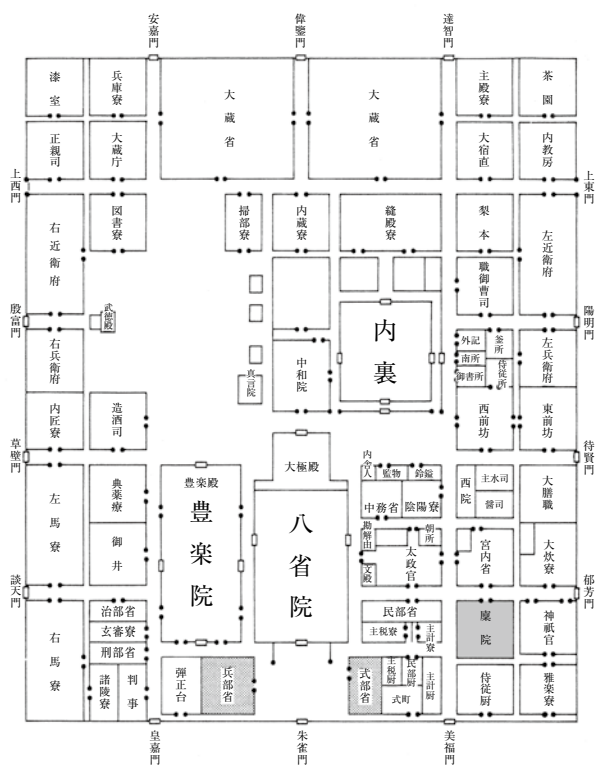 安嘉門
偉鑒門
達智門
漆室
兵庫寮
大蔵省
大蔵省
主殿寮
茶園
正親司
大蔵庁
大宿直
内教房
上西門
上東門
右近衛府
図書寮
掃部寮
内蔵寮
縫殿寮
梨本
左近衛府
職御曹司
殷富門
武徳殿
内裏
陽明門
右兵衛府
中和院
外記
釜所
南所
侍従所
御書所
左兵衛府
真言院
内匠寮
造酒司
西前坊
東前坊
草壁門
待賢門
大極殿
内舎人
監物
鈴鎰
左馬寮
典薬療
豊楽殿
豊楽院
八省院
中務省
陰陽寮
西院
主水司
醫司
大膳職
御井
勘解由
朝所
太政官
文殿
宮内省
大炊寮
談天門
郁芳門
右馬寮
治部省
玄審寮
刑部省
民部省
主税寮
主計寮
廩院
神祇官
諸陵寮
判事
弾正台
兵部省
式部省
主税厨
民部厨
主計厨
式町
侍従厨
雅楽寮
皇嘉門
朱雀門
美福門